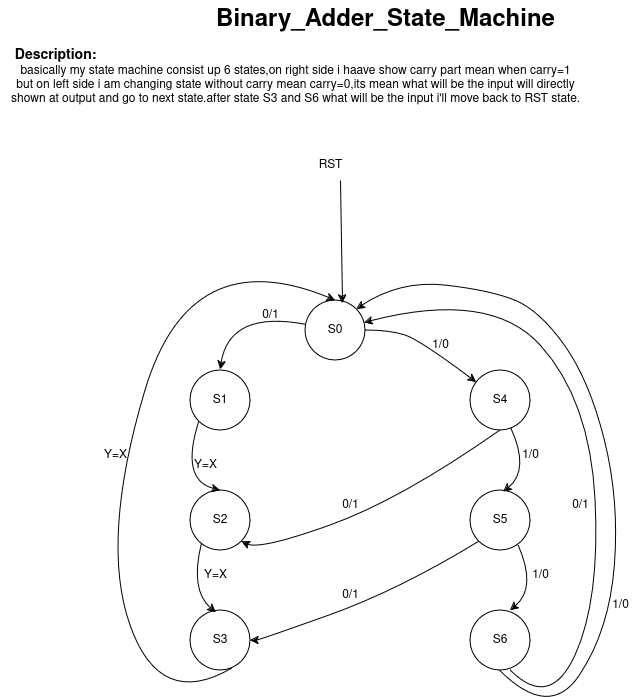 Binary_Adder_State_Machine
Description:
basically my state machine consist up 6 states,on right side i haave show carry part mean when carry=1
but on left side i am changing state without carry mean carry=0,its mean what will be the input will directly
shown at output and go to next state.after state S3 and S6 what will be the input i'll move back to RST state.
RST
0/1
S0
1/0
S1
S4
Y=X
Y=X
1/0
0/1
0/1
S2
S5
Y=X
1/0
0/1
1/0
S3
S6